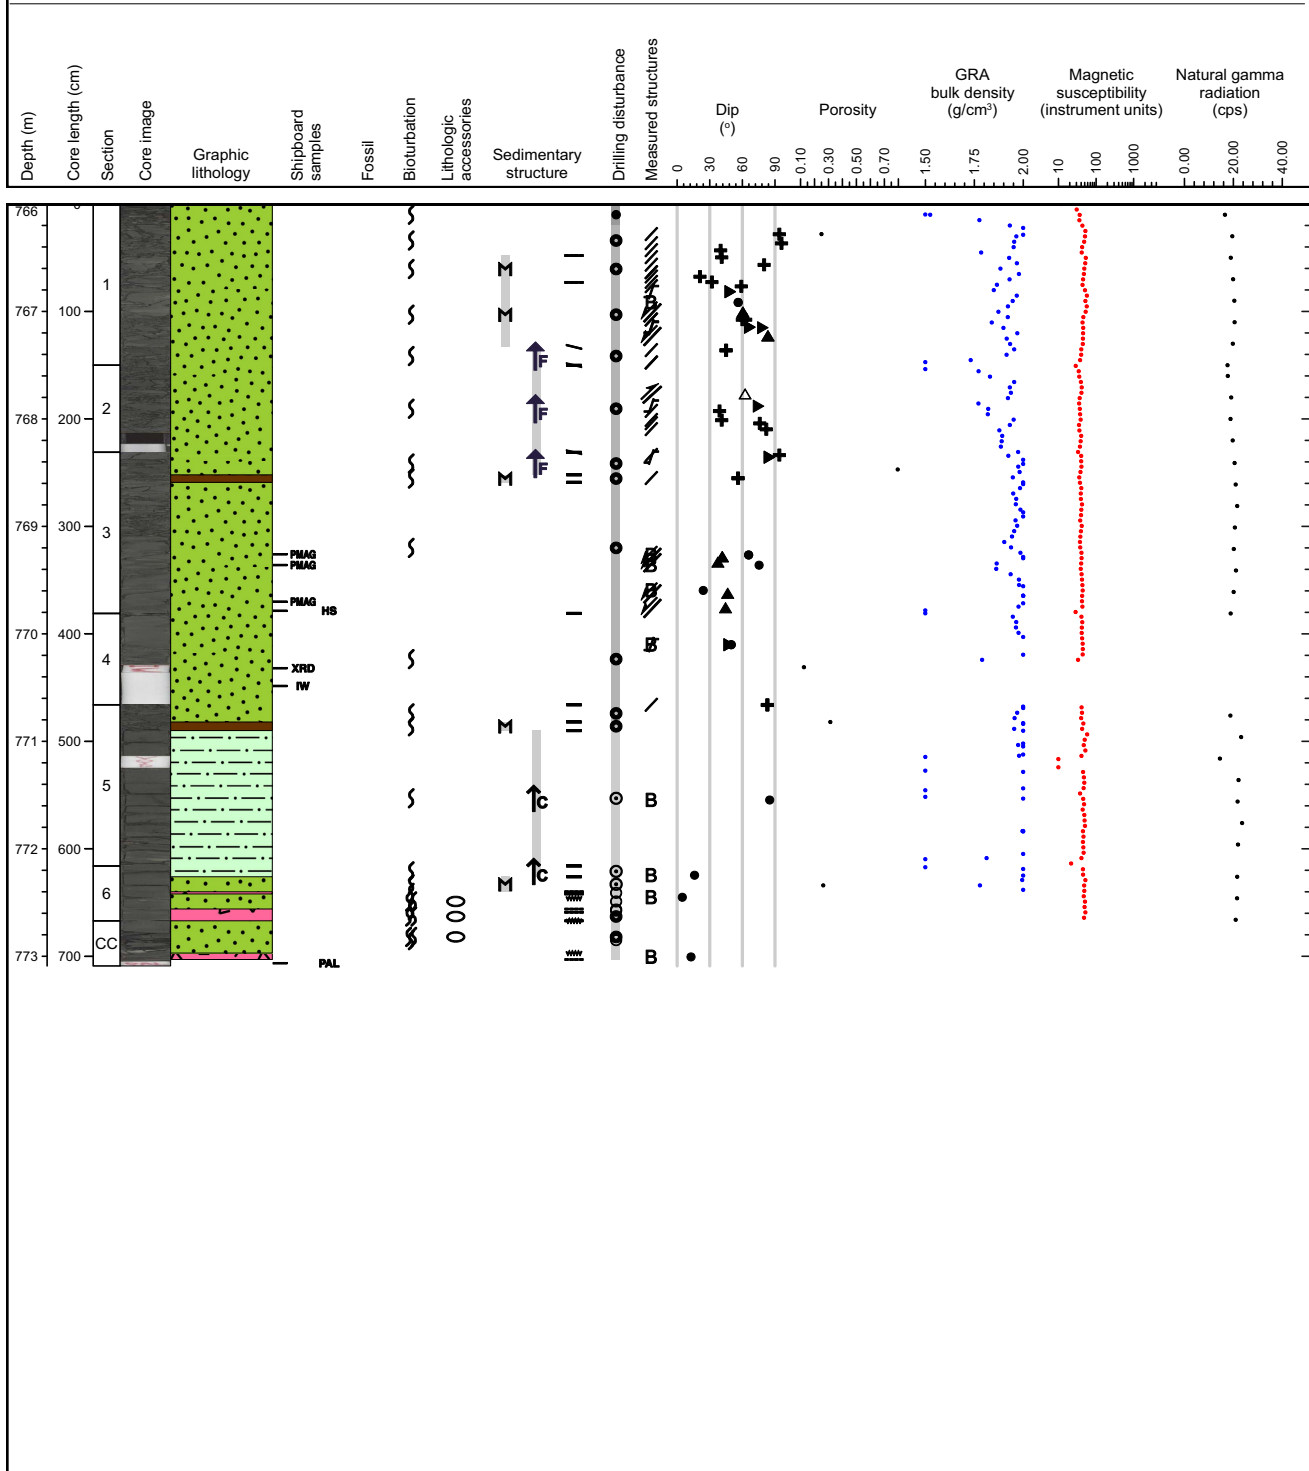 Depth (m)
Core length (cm)
Section
Core image
Graphic
lithology
Shipboard
samples
Fossil
Bioturbation
Lithologic
accessories
Sedimentary
structure
Drilling disturbance
Measured structures
Dip
(°)
Porosity
GRA
bulk density
(g/cm³)
Magnetic
susceptibility
(instrument units)
Natural gamma
radiation
(cps)
0 30 60 90
0.10 0.30 0.50 0.70
1.50 1.75 2.00
10 100 1000
0.00 20.00 40.00
766 0
1
M
B
767 100
M
F
2
F
768 200
F
M
3
769 300
PMAG B
PMAG B
B
PMAG
HS
770 400
4
B
XRD
IW
M
771 500
5
C B
772 600
C B
M
6
B
CC
773 700
B
PAL